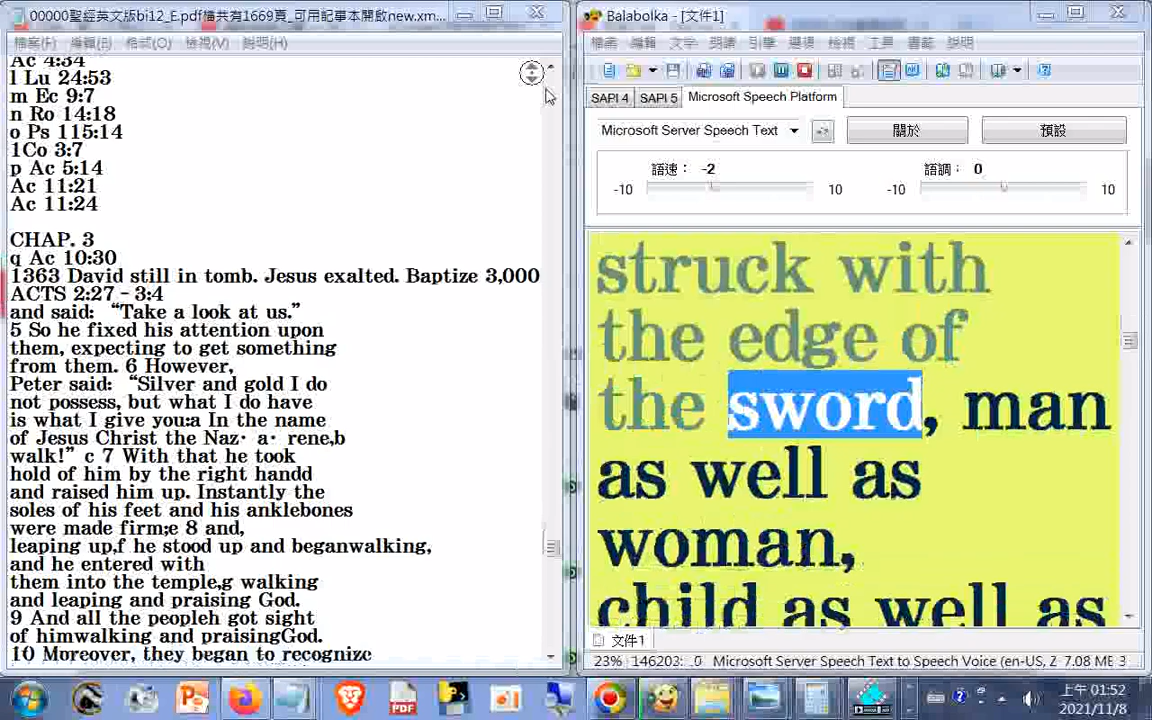 00000聖經英文版bi12_E.pdf檔共有1669頁_可用記事本開啟new.xm...
檔案(F) 編輯(E) 格式(O) 檢視(V) 說明(H)
Ac 4:34
l Lu 24:53
m Ec 9:7
n Ro 14:18
o Ps 115:14
1Co 3:7
p Ac 5:14
Ac 11:21
Ac 11:24
CHAP. 3
q Ac 10:30
1363 David still in tomb. Jesus exalted. Baptize 3,000
ACTS 2:27 - 3:4
and said: “Take a look at us.”
5 So he fixed his attention upon
them, expecting to get something
from them. 6 However,
Peter said: “Silver and gold I do
not possess, but what I do have
is what I give you:a In the name
of Jesus Christ the Naz· a· rene,b
walk!” c 7 With that he took
hold of him by the right handd
and raised him up. Instantly the
soles of his feet and his anklebones
were made firm;e 8 and,
leaping up,f he stood up and beganwalking,
and he entered with
them into the temple,g walking
and leaping and praising God.
9 And all the peopleh got sight
of himwalking and praisingGod.
10 Moreover, they began to recognize
Balabolka - [文件1]
檔案 編輯 文字 朗讀 引擎 選項 檢視 工具 書籤 說明
SAPI 4 SAPI 5 Microsoft Speech Platform
Microsoft Server Speech Text 關於 預設
語速: -2 語調: 0
-10 10 -10 10
struck with
the edge of
the sword, man
as well as
woman,
child as well as
文件1
23% 146203: .0 Microsoft Server Speech Text to Speech Voice (en-US, Z 7.08 ME 3
PDF
上午 01:52
2021/11/8